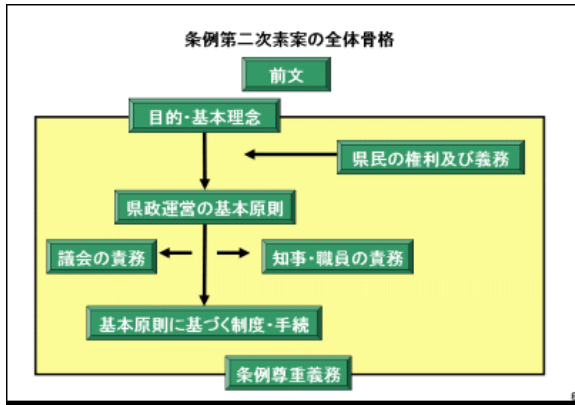 条例第二次素案の全体骨格
前文
目的・基本理念
県民の権利及び義務
県政運営の基本原則
議会の責務
知事・職員の責務
基本原則に基づく制度・手続
条例尊重義務